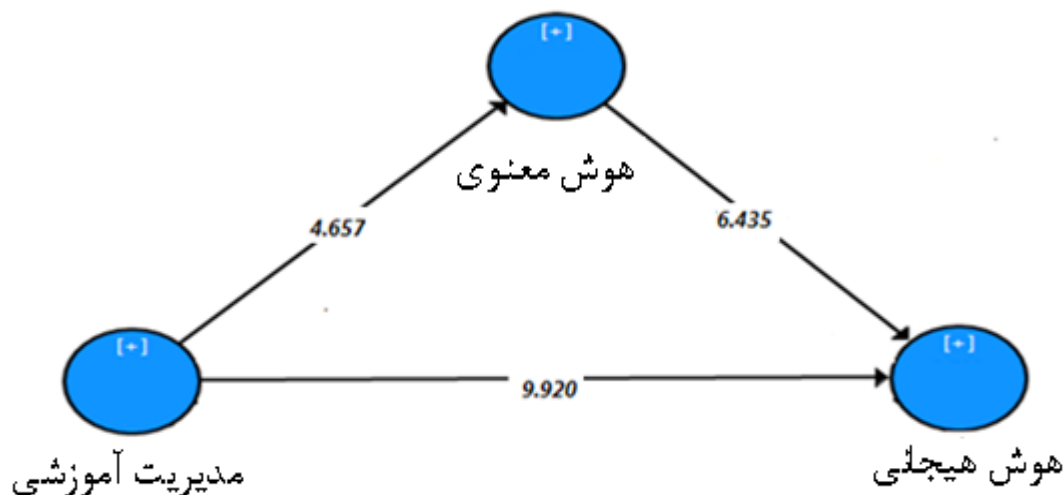 [+]
هوش معنوی
4.657
6.435
[+]
[+]
9.920
مدیریت آموزشی
هوش هیجانی